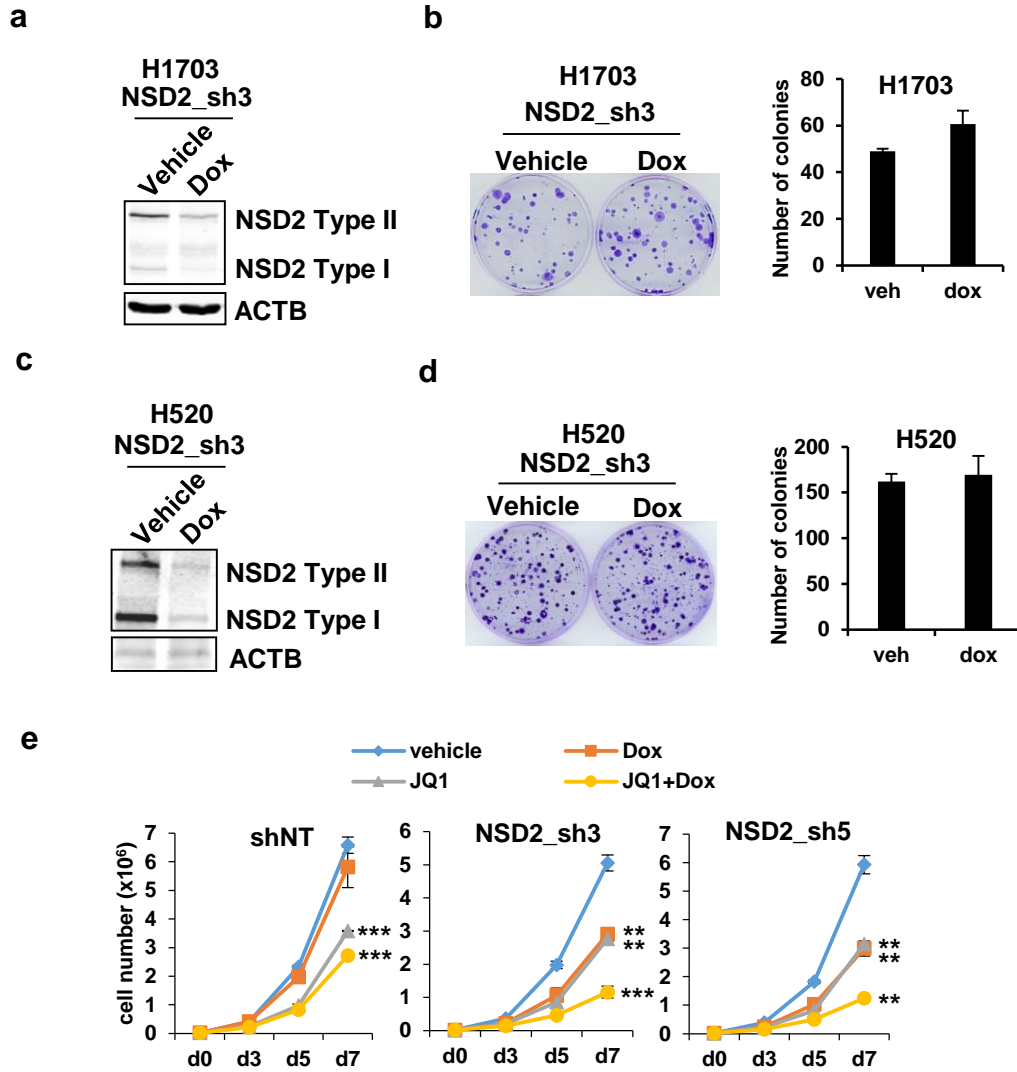 a
H1703
NSD2_sh3
Vehicle
Dox
NSD2 Type II
NSD2 Type I
ACTB
b
H1703
NSD2_sh3
Vehicle
Dox
H1703
Number of colonies
80
60
40
20
0
veh
dox
c
H520
NSD2_sh3
Vehicle
Dox
NSD2 Type II
NSD2 Type I
ACTB
d
H520
NSD2_sh3
Vehicle
Dox
H520
Number of colonies
200
150
100
50
0
veh
dox
e
vehicle
Dox
JQ1
JQ1+Dox
shNT
cell number (x10⁶)
7
6
5
4
3
2
1
0
d0 d3 d5 d7
***
***
NSD2_sh3
6
5
4
3
2
1
0
d0 d3 d5 d7
**
**
***
NSD2_sh5
7
6
5
4
3
2
1
0
d0 d3 d5 d7
**
**
**